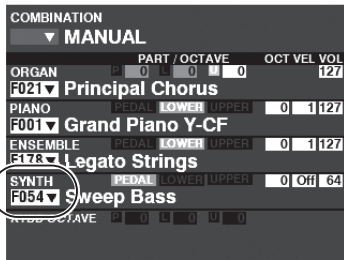 COMBINATION
▼ MANUAL
PART / OCTAVE OCT VEL VOL
ORGAN P 0 L 0 U 0 127
F021▼ Principal Chorus
PIANO PEDAL LOWER UPPER 0 1 127
F001▼ Grand Piano Y-CF
ENSEMBLE PEDAL LOWER UPPER 0 1 127
F178▼ Legato Strings
SYNTH PEDAL LOWER UPPER 0 Off 64
F054▼ Sweep Bass
OCTAVE P 0 L 0 U 0